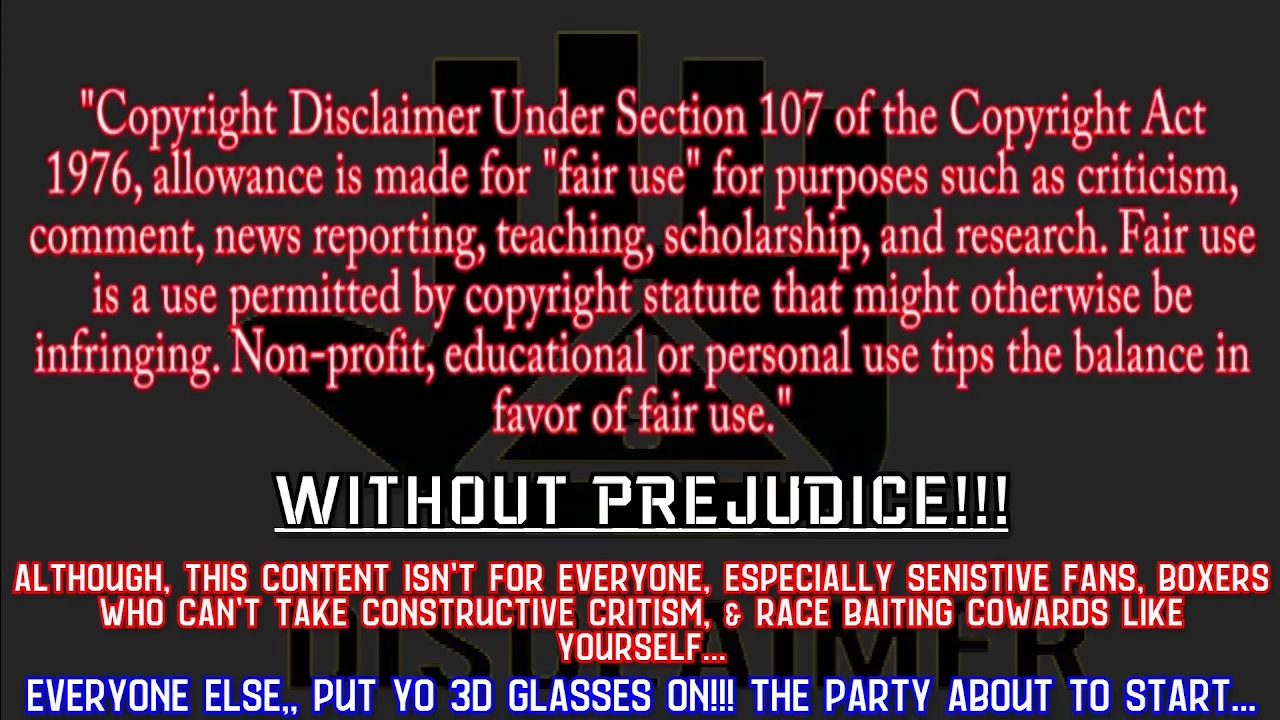 "Copyright Disclaimer Under Section 107 of the Copyright Act
1976, allowance is made for "fair use" for purposes such as criticism,
comment, news reporting, teaching, scholarship, and research. Fair use
is a use permitted by copyright statute that might otherwise be
infringing. Non-profit, educational or personal use tips the balance in
favor of fair use."
WITHOUT PREJUDICE!!!
ALTHOUGH, THIS CONTENT ISN'T FOR EVERYONE, ESPECIALLY SENISTIVE FANS, BOXERS
WHO CAN'T TAKE CONSTRUCTIVE CRITISM, & RACE BAITING COWARDS LIKE
YOURSELF...
DISCLAIMER
EVERYONE ELSE,, PUT YO 3D GLASSES ON!!! THE PARTY ABOUT TO START...